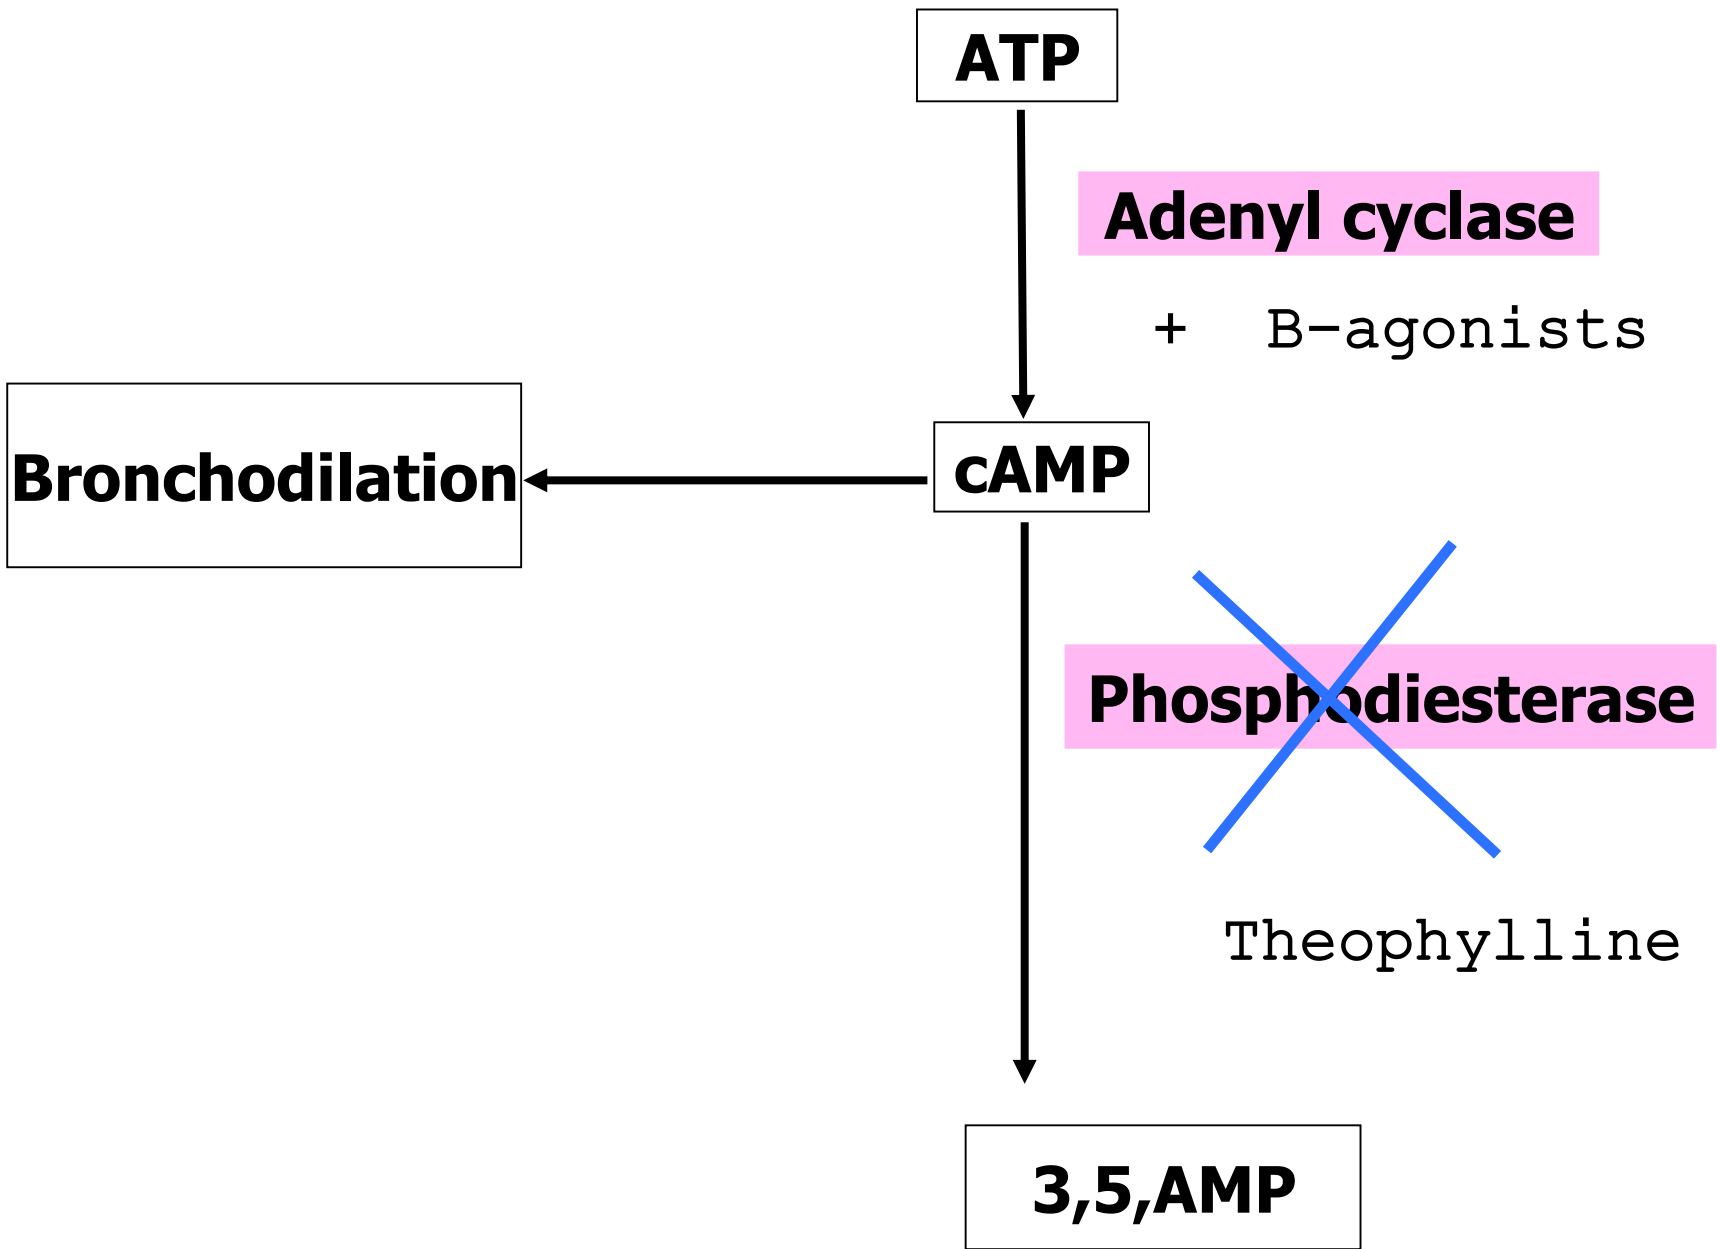 ATP
Adenyl cyclase
+ B-agonists
Bronchodilation
cAMP
Phosphodiesterase
Theophylline
3,5,AMP